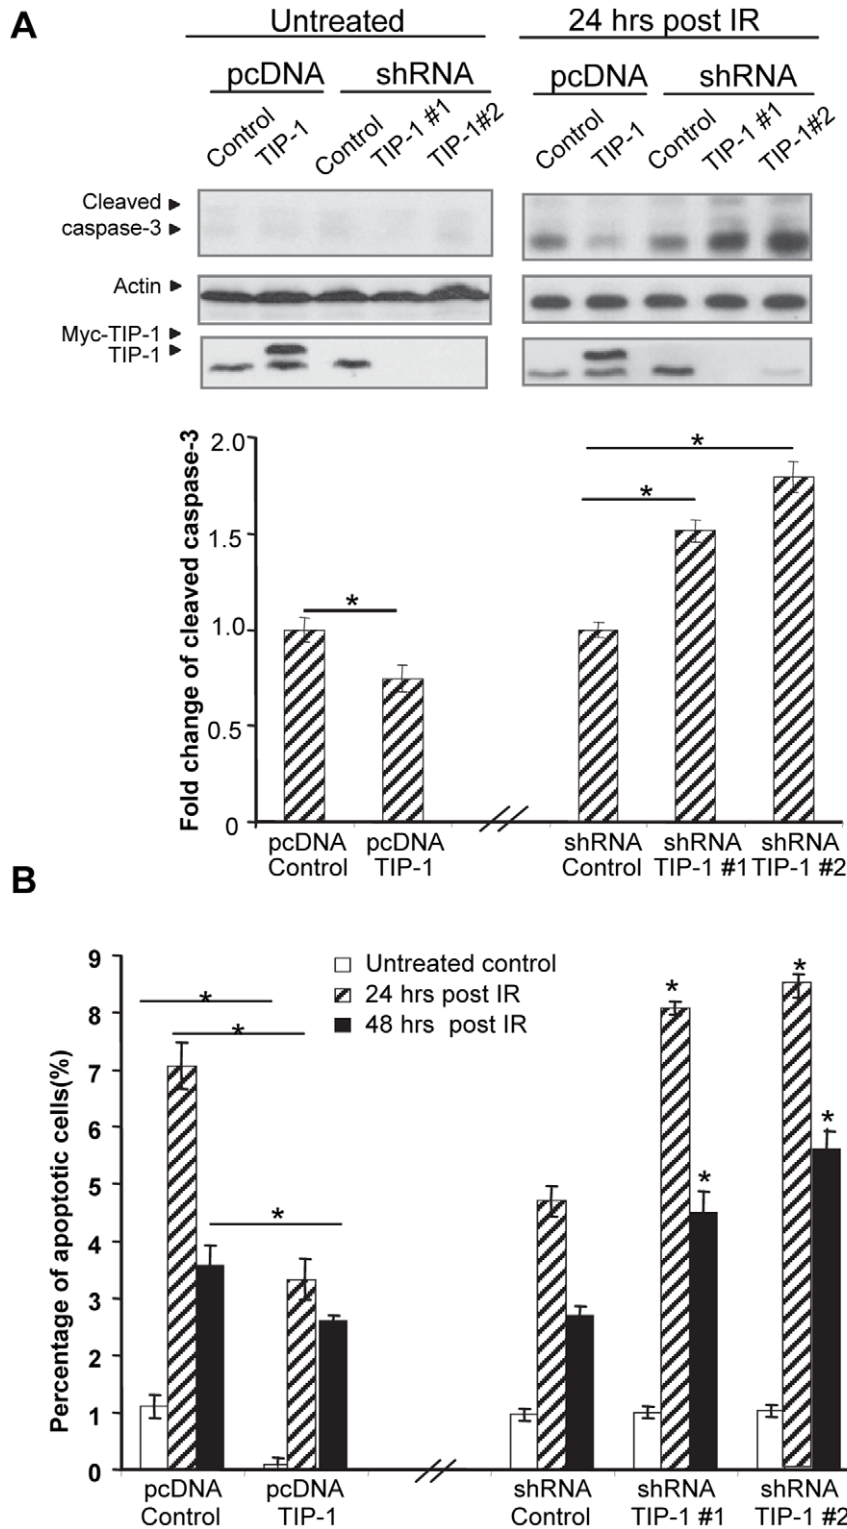 A
Untreated
24 hrs post IR
pcDNA
shRNA
pcDNA
shRNA
Control
TIP-1
Control
TIP-1 #1
TIP-1#2
Control
TIP-1
Control
TIP-1 #1
TIP-1#2
Cleaved
caspase-3
Actin
Myc-TIP-1
TIP-1
Fold change of cleaved caspase-3
2.0
1.5
1.0
0.5
0
*
*
*
pcDNA
Control
pcDNA
TIP-1
shRNA
Control
shRNA
TIP-1 #1
shRNA
TIP-1 #2
B
Percentage of apoptotic cells(%)
9
8
7
6
5
4
3
2
1
0
Untreated control
24 hrs post IR
48 hrs post IR
*
*
*
*
*
*
*
pcDNA
Control
pcDNA
TIP-1
shRNA
Control
shRNA
TIP-1 #1
shRNA
TIP-1 #2